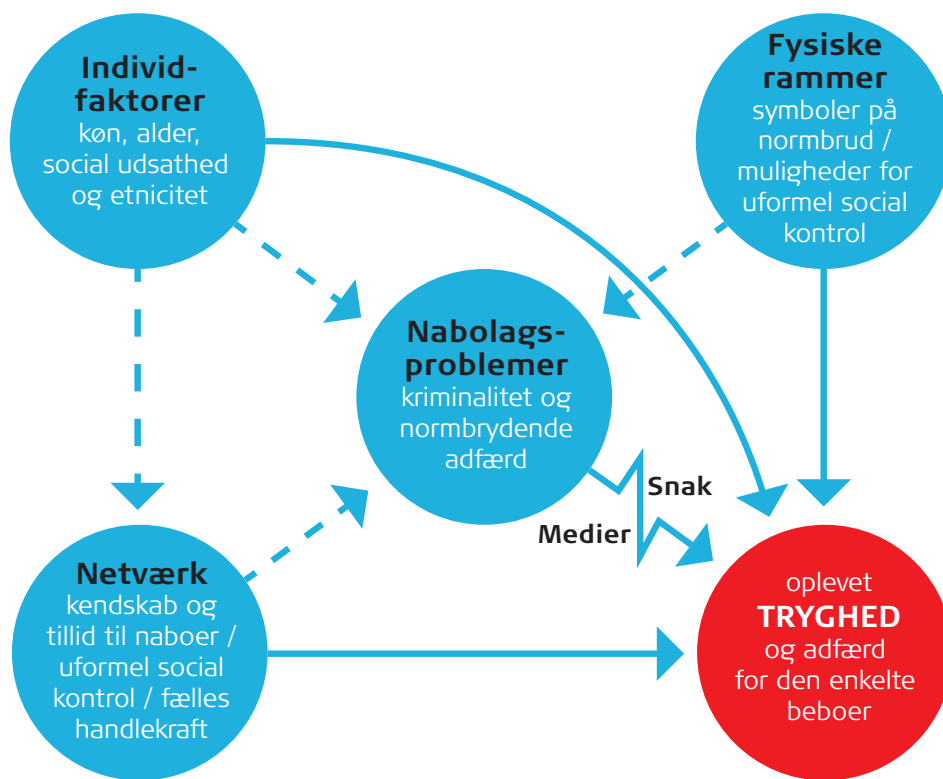 Individ-
faktorer
køn, alder,
social udsathed
og etnicitet
Fysiske
rammer
symboler på
normbrud /
muligheder for
uformel social
kontrol
Nabolags-
problemer
kriminalitet og
normbrydende
adfærd
Snak
Medier
Netværk
kendskab og
tillid til naboer /
uformel social
kontrol / fælles
handlekraft
oplevet
TRYGHED
og adfærd
for den enkelte
beboer